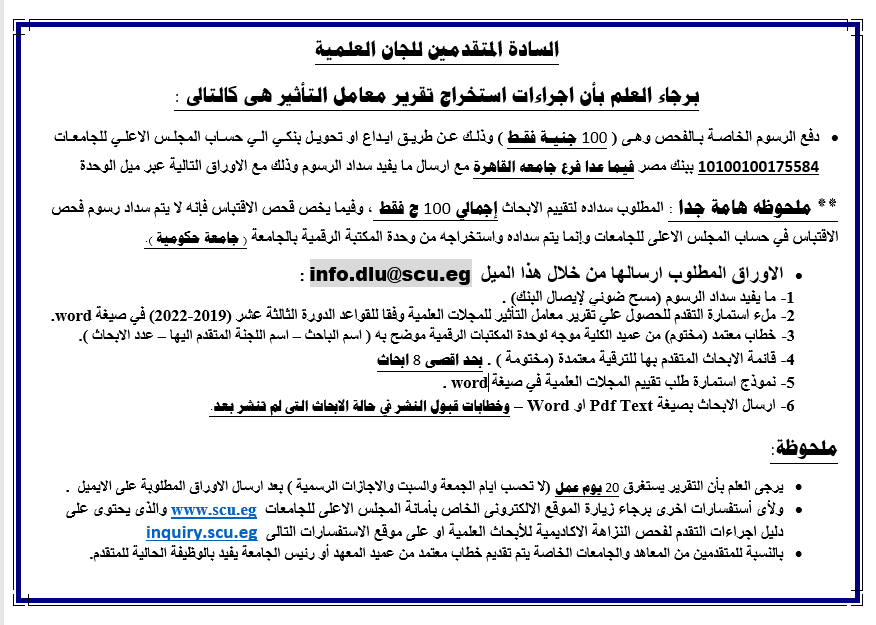 السادة المتقدمين للجان العلمية
برجاء العلم بأن اجراءات استخراج تقرير معامل التأثير هى كالتالى :
• دفع الرسوم الخاصة بالفحص وهى ( 100 جنية فقط ) وذلك عن طريق ايداع او تحويل بنكي الي حساب المجلس الاعلي للجامعات
10100100175584 ببنك مصر فيما عدا فرع جامعه القاهرة مع ارسال ما يفيد سداد الرسوم وذلك مع الاوراق التالية عبر ميل الوحدة
** ملحوظه هامة جدا : المطلوب سداده لتقييم الابحاث إجمالي 100 ج فقط ، وفيما يخص فحص الاقتباس فإنه لا يتم سداد رسوم فحص
الاقتباس في حساب المجلس الاعلى للجامعات وإنما يتم سداده واستخراجه من وحدة المكتبة الرقمية بالجامعة ( جامعة حكومية ).
• الاوراق المطلوب ارسالها من خلال هذا الميل info.dlu@scu.eg :
1- ما يفيد سداد الرسوم (مسح ضوئي لإيصال البنك) .
2- ملء استمارة التقدم للحصول علي تقرير معامل التأثير للمجلات العلمية وفقا للقواعد الدورة الثالثة عشر (2019-2022) في صيغة word.
3- خطاب معتمد (مختوم) من عميد الكلية موجه لوحدة المكتبات الرقمية موضح به ( اسم الباحث – اسم اللجنة المتقدم اليها – عدد الابحاث ).
4- قائمة الابحاث المتقدم بها للترقية معتمدة (مختومة ) . بحد اقصى 8 ابحاث
5- نموذج استمارة طلب تقييم المجلات العلمية في صيغة word .
6- ارسال الابحاث بصيغة Pdf Text او Word – وخطابات قبول النشر في حالة الابحاث التى لم تنشر بعد.
ملحوظة:
• يرجى العلم بأن التقرير يستغرق 20 يوم عمل (لا تحسب ايام الجمعة والسبت والاجازات الرسمية ) بعد ارسال الاوراق المطلوبة على الايميل .
• ولأى أستفسارات اخرى برجاء زيارة الموقع الالكترونى الخاص بأمانة المجلس الاعلى للجامعات www.scu.eg والذى يحتوى على
دليل اجراءات التقدم لفحص النزاهة الاكاديمية للأبحاث العلمية او على موقع الاستفسارات التالى inquiry.scu.eg
• بالنسبة للمتقدمين من المعاهد والجامعات الخاصة يتم تقديم خطاب معتمد من عميد المعهد أو رئيس الجامعة يفيد بالوظيفة الحالية للمتقدم.